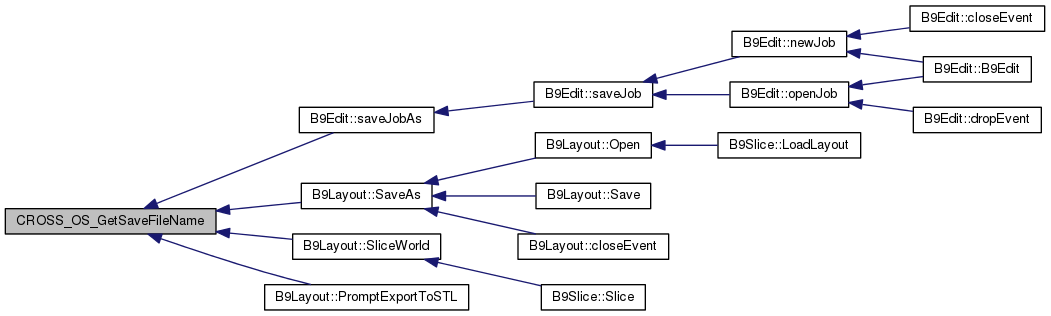 B9Edit::closeEvent
B9Edit::newJob
B9Edit::B9Edit
B9Edit::saveJob
B9Edit::openJob
B9Edit::saveJobAs
B9Edit::dropEvent
B9Layout::Open
B9Slice::LoadLayout
B9Layout::SaveAs
B9Layout::Save
CROSS_OS_GetSaveFileName
B9Layout::SliceWorld
B9Layout::closeEvent
B9Layout::PromptExportToSTL
B9Slice::Slice